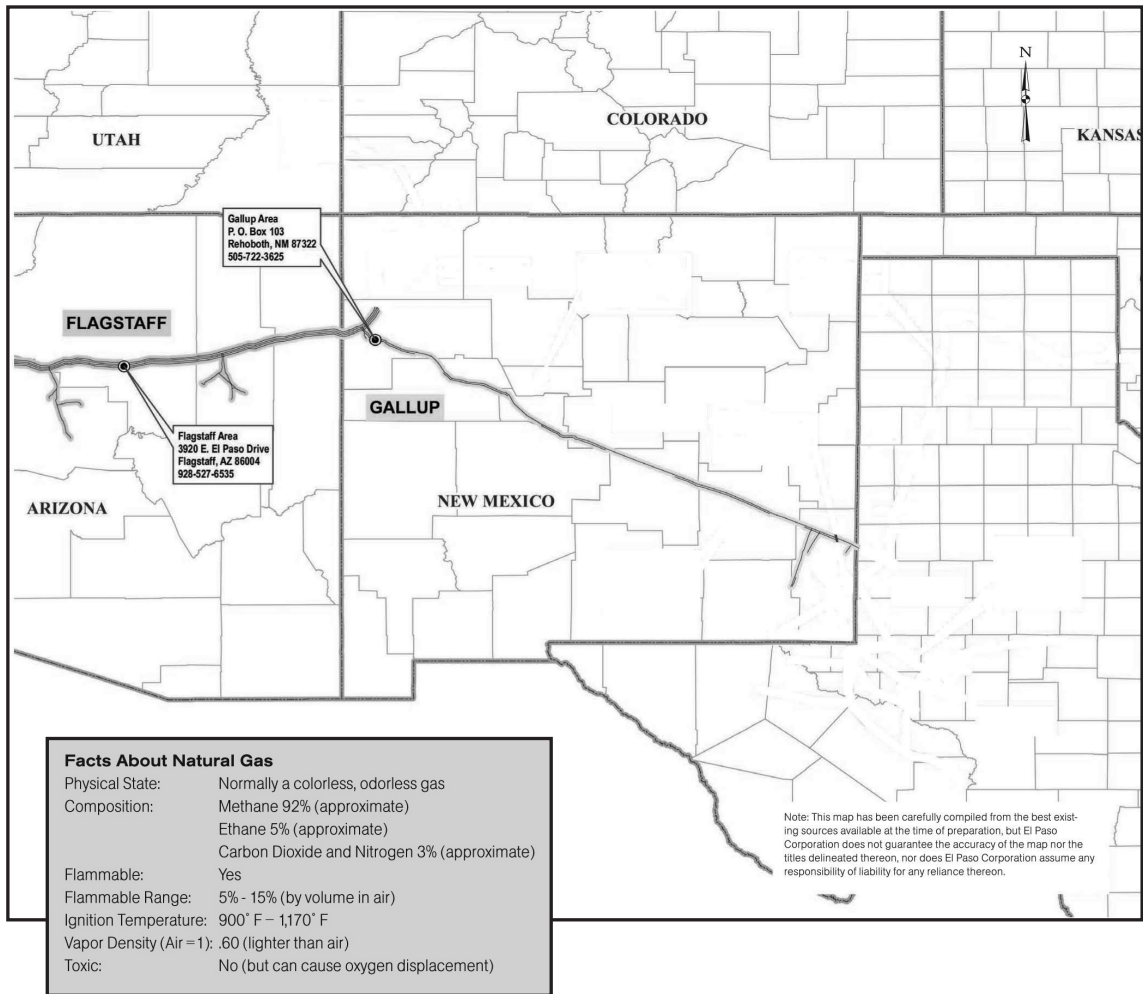 N
UTAH
COLORADO
KANSAS
Gallup Area
P. O. Box 103
Rehoboth, NM 87322
505-722-3625
FLAGSTAFF
GALLUP
Flagstaff Area
3920 E. El Paso Drive
Flagstaff, AZ 86004
928-527-6535
ARIZONA
NEW MEXICO
Facts About Natural Gas
Physical State: Normally a colorless, odorless gas
Composition: Methane 92% (approximate)
Ethane 5% (approximate)
Carbon Dioxide and Nitrogen 3% (approximate)
Flammable: Yes
Flammable Range: 5% - 15% (by volume in air)
Ignition Temperature: 900° F – 1,170° F
Vapor Density (Air =1): .60 (lighter than air)
Toxic: No (but can cause oxygen displacement)
Note: This map has been carefully compiled from the best exist-
ing sources available at the time of preparation, but El Paso
Corporation does not guarantee the accuracy of the map nor the
titles delineated thereon, nor does El Paso Corporation assume any
responsibility of liability for any reliance thereon.